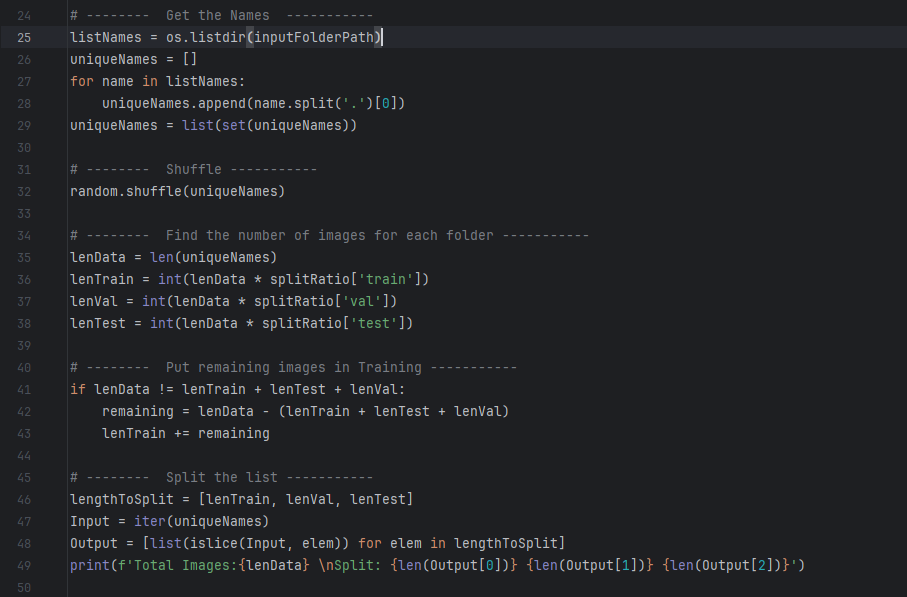 24 # --------  Get the Names  -----------
25 listNames = os.listdir(inputFolderPath)
26 uniqueNames = []
27 for name in listNames:
28     uniqueNames.append(name.split('.')[0])
29 uniqueNames = list(set(uniqueNames))
30
31 # --------  Shuffle -----------
32 random.shuffle(uniqueNames)
33
34 # --------  Find the number of images for each folder -----------
35 lenData = len(uniqueNames)
36 lenTrain = int(lenData * splitRatio['train'])
37 lenVal = int(lenData * splitRatio['val'])
38 lenTest = int(lenData * splitRatio['test'])
39
40 # --------  Put remaining images in Training -----------
41 if lenData != lenTrain + lenTest + lenVal:
42     remaining = lenData - (lenTrain + lenTest + lenVal)
43     lenTrain += remaining
44
45 # --------  Split the list -----------
46 lengthToSplit = [lenTrain, lenVal, lenTest]
47 Input = iter(uniqueNames)
48 Output = [list(islice(Input, elem)) for elem in lengthToSplit]
49 print(f'Total Images:{lenData} \nSplit: {len(Output[0])} {len(Output[1])} {len(Output[2])}')
50